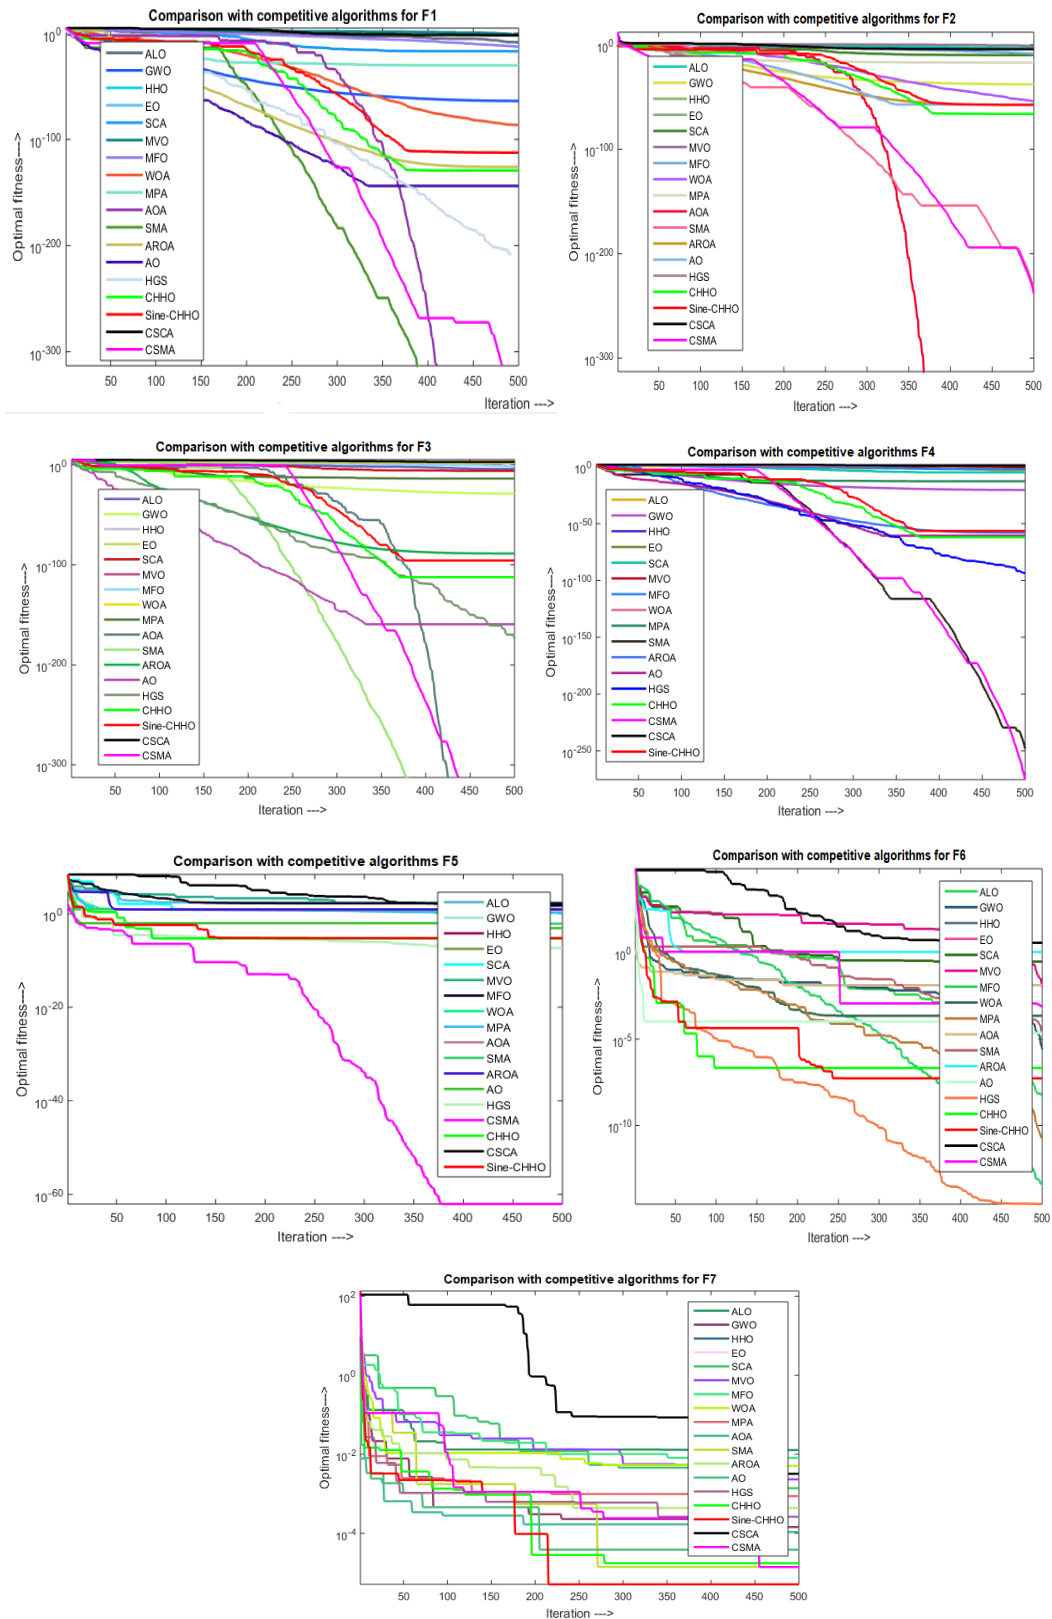 Comparison with competitive algorithms for F1
Optimal fitness--->
10^0
10^-100
10^-200
10^-300
ALO
GWO
HHO
EO
SCA
MVO
MFO
WOA
MPA
AOA
SMA
AROA
AO
HGS
CHHO
Sine-CHHO
CSCA
CSMA
50 100 150 200 250 300 350 400 450 500
Iteration --->
Comparison with competitive algorithms for F2
Optimal fitness--->
10^0
10^-100
10^-200
10^-300
ALO
GWO
HHO
EO
SCA
MVO
MFO
WOA
MPA
AOA
SMA
AROA
AO
HGS
CHHO
Sine-CHHO
CSCA
CSMA
50 100 150 200 250 300 350 400 450 500
Iteration --->
Comparison with competitive algorithms for F3
Optimal fitness--->
10^0
10^-100
10^-200
10^-300
ALO
GWO
HHO
EO
SCA
MVO
MFO
WOA
MPA
AOA
SMA
AROA
AO
HGS
CHHO
Sine-CHHO
CSCA
CSMA
50 100 150 200 250 300 350 400 450 500
Iteration --->
Comparison with competitive algorithms F4
Optimal fitness--->
10^0
10^-50
10^-100
10^-150
10^-200
10^-250
ALO
GWO
HHO
EO
SCA
MVO
MFO
WOA
MPA
SMA
AROA
AO
HGS
CHHO
CSMA
CSCA
Sine-CHHO
50 100 150 200 250 300 350 400 450 500
Iteration --->
Comparison with competitive algorithms F5
Optimal fitness--->
10^0
10^-20
10^-40
10^-60
ALO
GWO
HHO
EO
SCA
MVO
MFO
WOA
MPA
AOA
SMA
AROA
AO
HGS
CSMA
CHHO
CSCA
Sine-CHHO
50 100 150 200 250 300 350 400 450 500
Iteration --->
Comparison with competitive algorithms for F6
Optimal fitness--->
10^0
10^-5
10^-10
ALO
GWO
HHO
EO
SCA
MVO
MFO
WOA
MPA
AOA
SMA
AROA
AO
HGS
CHHO
Sine-CHHO
CSCA
CSMA
50 100 150 200 250 300 350 400 450 500
Iteration --->
Comparison with competitive algorithms for F7
Optimal fitness--->
10^2
10^0
10^-2
10^-4
ALO
GWO
HHO
EO
SCA
MVO
MFO
WOA
MPA
AOA
SMA
AROA
AO
HGS
CHHO
Sine-CHHO
CSCA
CSMA
50 100 150 200 250 300 350 400 450 500
Iteration --->